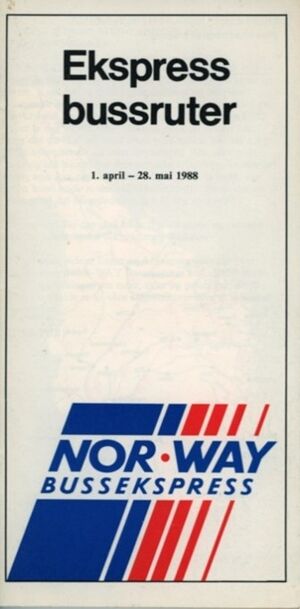 Ekspress
bussruter
1. april – 28. mai 1988
NOR·WAY
BUSSEKSPRESS